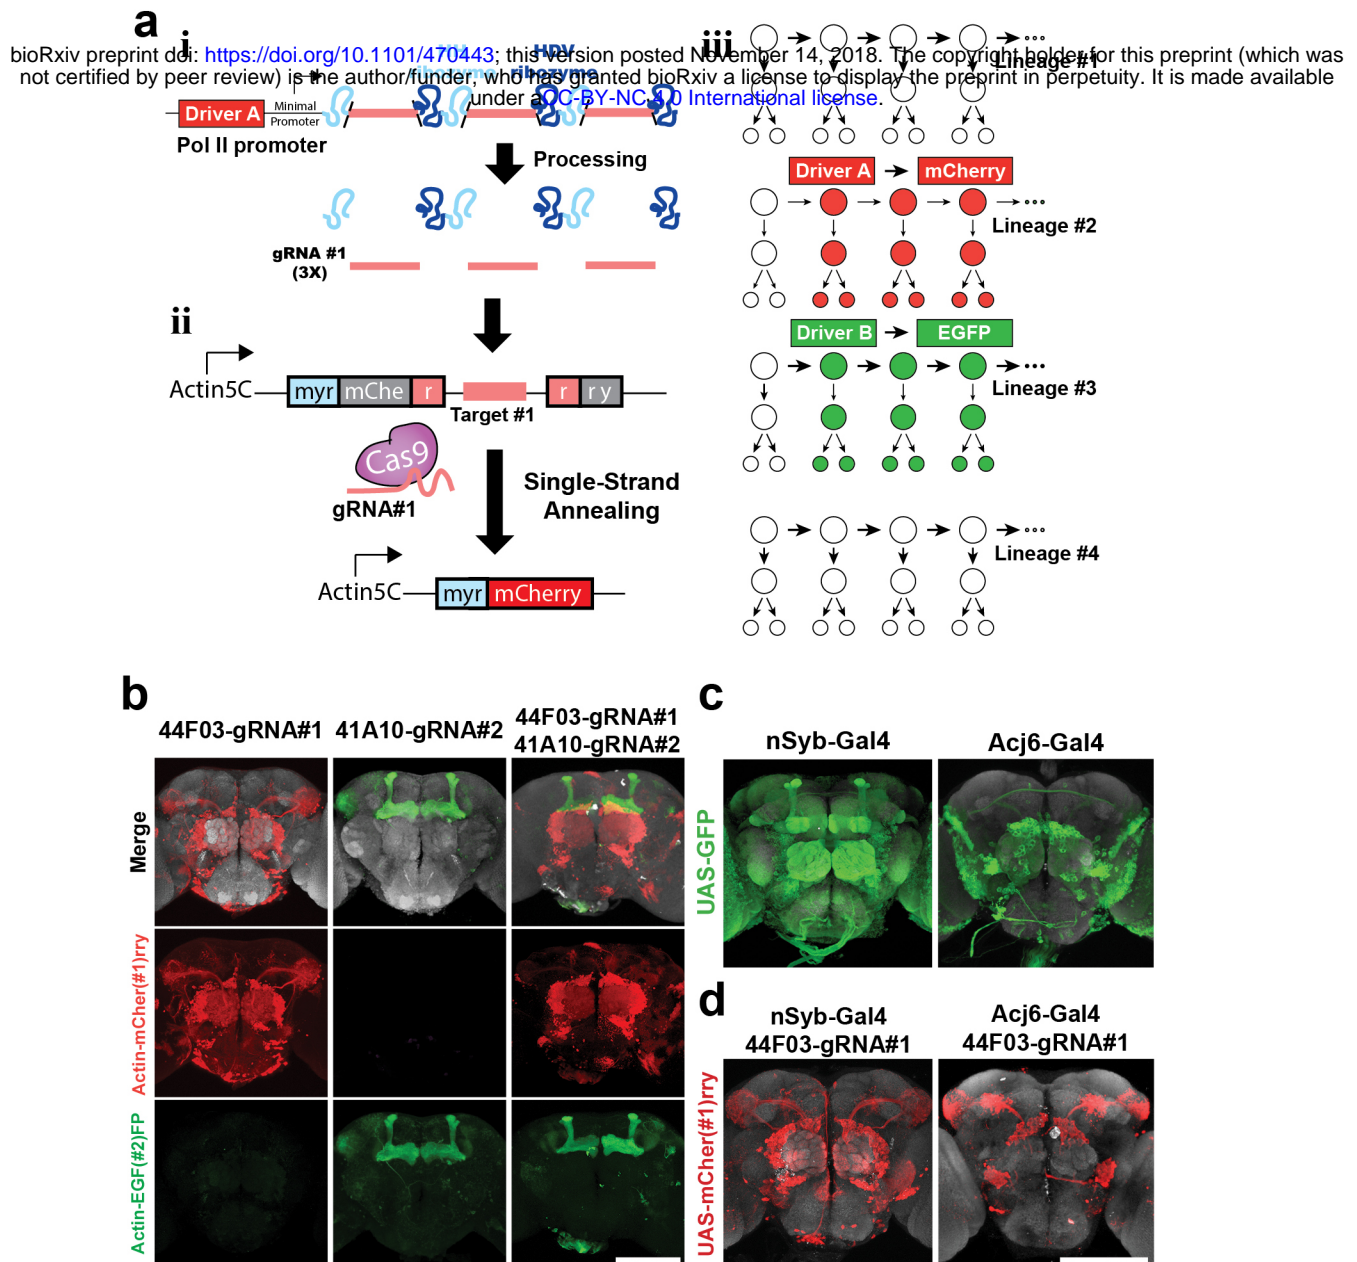 a
i
iii
bioRxiv preprint doi: https://doi.org/10.1101/470443; this version posted November 14, 2018. The copyright holder for this preprint (which was
not certified by peer review) is the author/funder, who has granted bioRxiv a license to display the preprint in perpetuity. It is made available
under aCC-BY-NC 4.0 International license.
HDV
ribozyme
ribozyme
Lineage #1
Driver A
Minimal
Promoter
Pol II promoter
Processing
gRNA #1
(3X)
Driver A
mCherry
Lineage #2
ii
Actin5C
myr
mChe
r
Target #1
r
r y
Cas9
gRNA#1
Single-Strand
Annealing
Actin5C
myr
mCherry
Driver B
EGFP
Lineage #3
Lineage #4
b
44F03-gRNA#1
41A10-gRNA#2
44F03-gRNA#1
41A10-gRNA#2
Merge
Actin-mCher(#1)rry
Actin-EGF(#2)FP
c
nSyb-Gal4
Acj6-Gal4
UAS-GFP
d
nSyb-Gal4
44F03-gRNA#1
Acj6-Gal4
44F03-gRNA#1
UAS-mCher(#1)rry